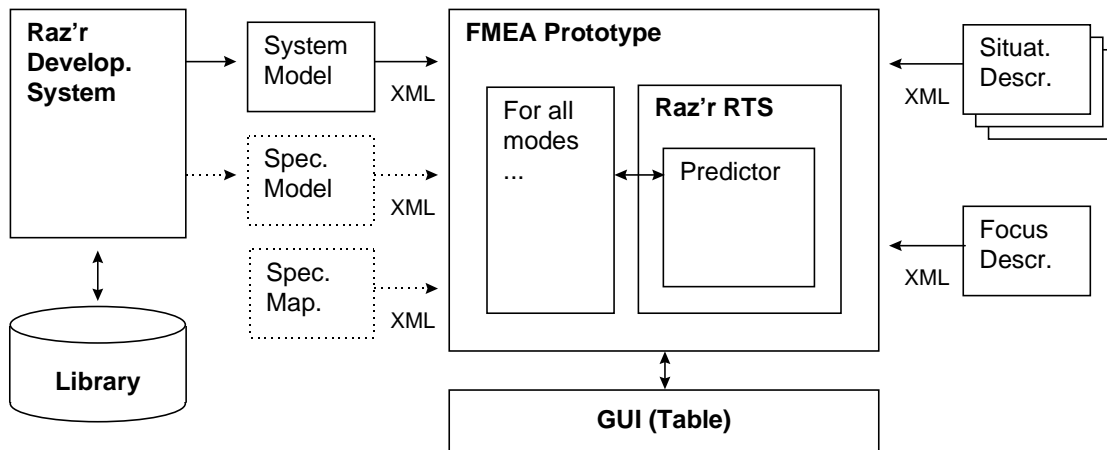 Raz'r
Develop.
System
System
Model
XML
Spec.
Model
XML
Spec.
Map.
XML
Library
FMEA Prototype
For all
modes
...
Raz'r RTS
Predictor
GUI (Table)
Situat.
Descr.
XML
Focus
Descr.
XML